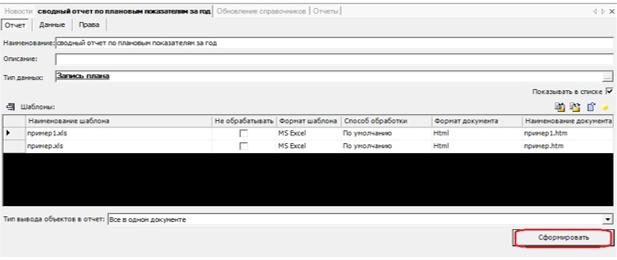 Новости сводный отчет по плановым показателям за год Обновление справочников Отчеты
Отчет Данные Права
Наименование: сводный отчет по плановым показателям за год
Описание:
Тип данных: Запись плана ...
Показывать в списке
Шаблоны:
Наименование шаблона Не обрабатывать Формат шаблона Способ обработки Формат документа Наименование документа
пример1.xls MS Excel По умолчанию Html пример1.htm
пример.xls MS Excel По умолчанию Html пример.htm
Тип вывода объектов в отчет: Все в одном документе
Сформировать